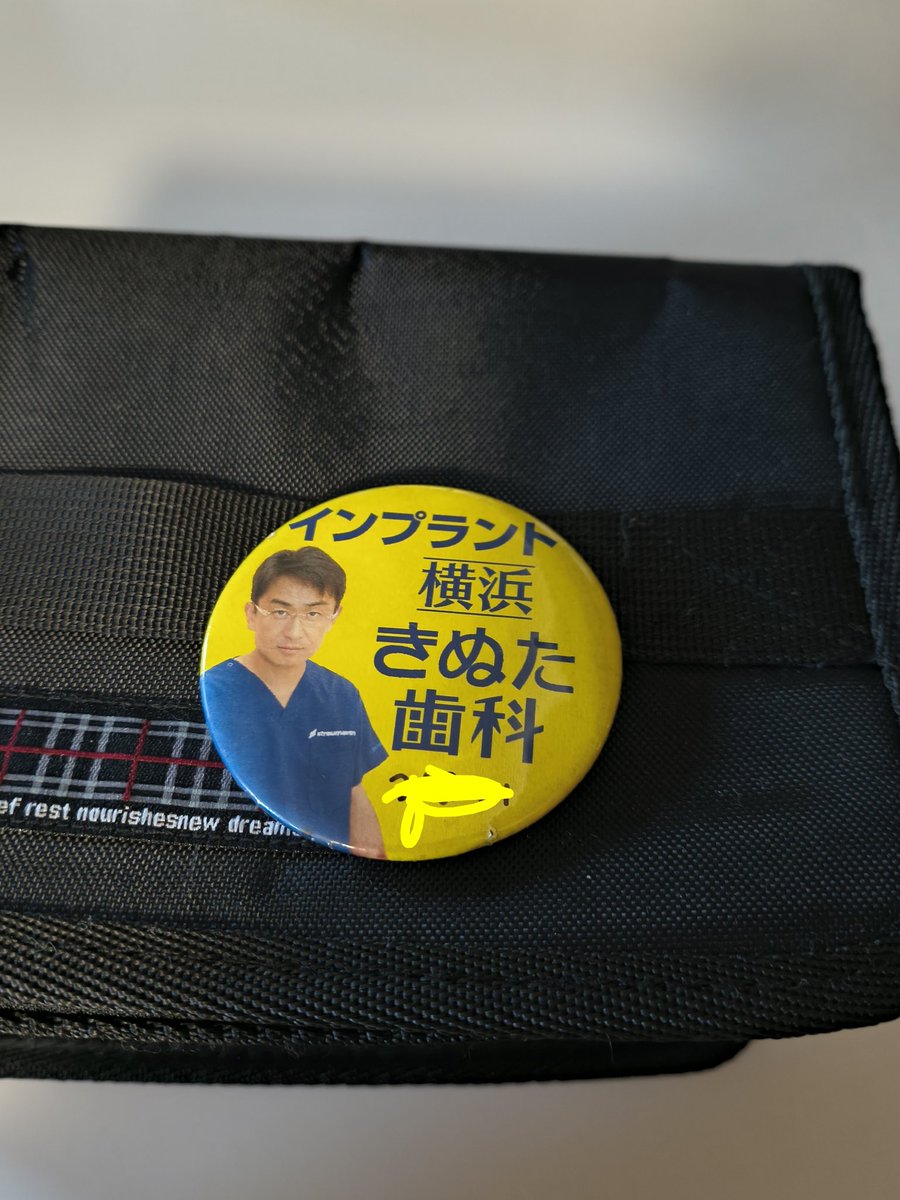 インプラント
横浜
きぬた
歯科
straumann
ef rest nourishesnew dream